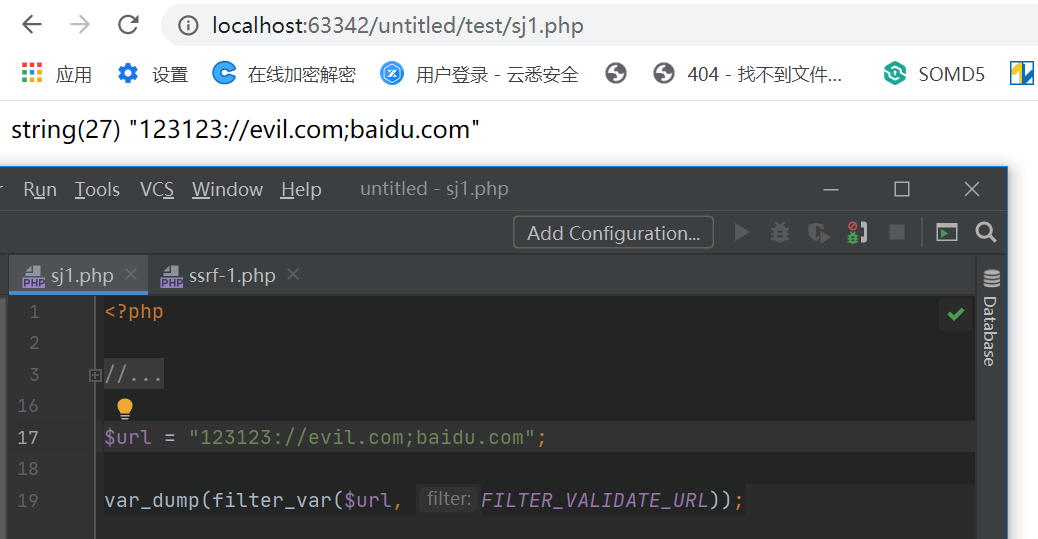 localhost:63342/untitled/test/sj1.php
应用 设置 在线加密解密 用户登录 - 云悉安全 404 - 找不到文件... SOMD5
string(27) "123123://evil.com;baidu.com"
r Run Tools VCS Window Help untitled - sj1.php
Add Configuration...
PHP sj1.php PHP ssrf-1.php
1 <?php
2
3 //...
16
17 $url = "123123://evil.com;baidu.com";
18
19 var_dump(filter_var($url, filter: FILTER_VALIDATE_URL));
Database